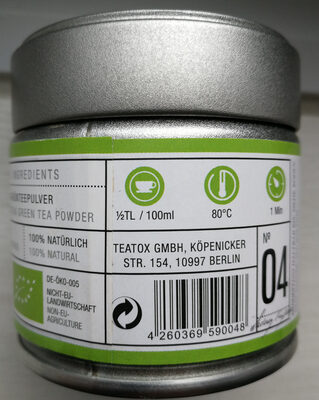 INGREDIENTS
GREEN TEA POWDER
100% NATÜRLICH
100% NATURAL
DE-ÖKO-005
NICHT-EU-
LANDWIRTSCHAFT
NON-EU-
AGRICULTURE
½TL / 100ml
80°C
1 Min
TEATOX GMBH, KÖPENICKER
STR. 154, 10997 BERLIN
4 260369 590048
Nº
04